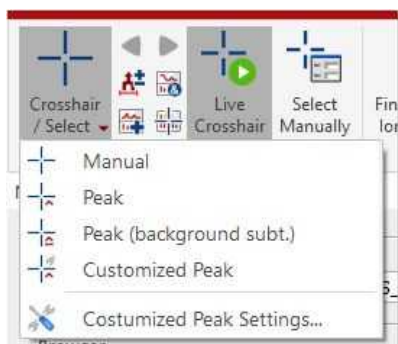 Crosshair
/ Select
Live
Crosshair
Select
Manually
Manual
Peak
Peak (background subt.)
Customized Peak
Costumized Peak Settings...